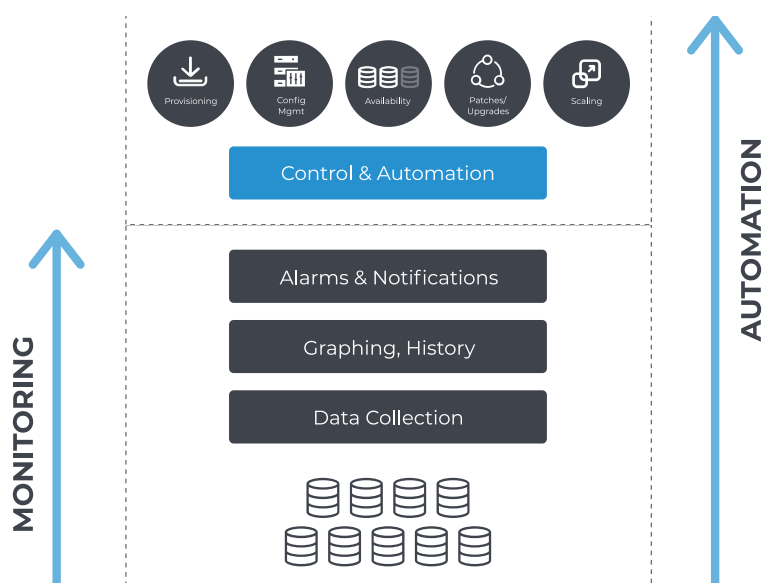 Provisioning
Config
Mgmt
Availability
Patches/
Upgrades
Scaling
Control & Automation
Alarms & Notifications
Graphing, History
Data Collection
MONITORING
AUTOMATION